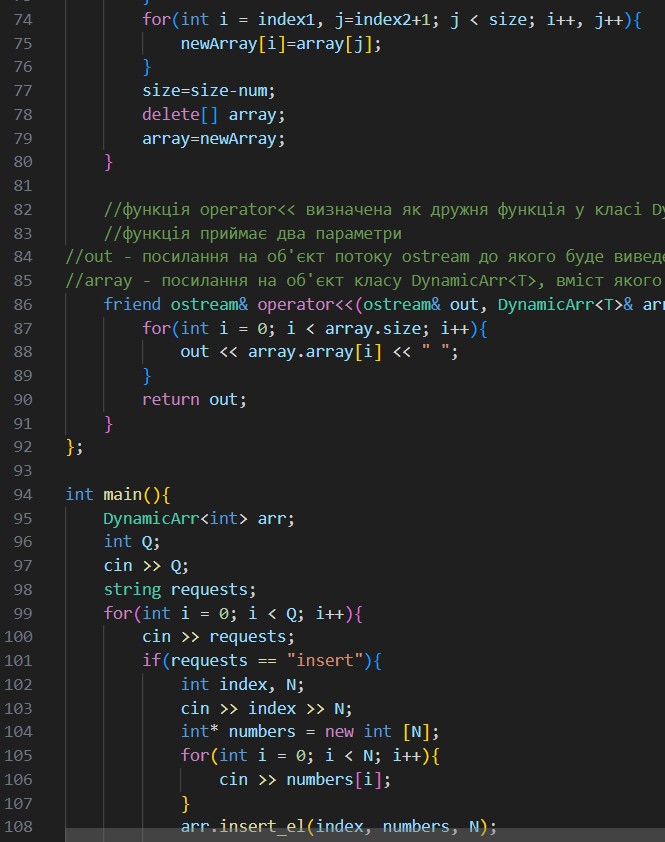 74 for(int i = index1, j=index2+1; j < size; i++, j++){
75 newArray[i]=array[j];
76 }
77 size=size-num;
78 delete[] array;
79 array=newArray;
80 }
81
82 //функція operator<< визначена як дружня функція у класі
83 //функція приймає два параметри
84 //out - посилання на об'єкт потоку ostream до якого буде
85 //array - посилання на об'єкт класу DynamicArr<T>, вміст якого
86 friend ostream& operator<<(ostream& out, DynamicArr<T>& arr
87 for(int i = 0; i < array.size; i++){
88 out << array.array[i] << " ";
89 }
90 return out;
91 }
92 };
93
94 int main(){
95 DynamicArr<int> arr;
96 int Q;
97 cin >> Q;
98 string requests;
99 for(int i = 0; i < Q; i++){
100 cin >> requests;
101 if(requests == "insert"){
102 int index, N;
103 cin >> index >> N;
104 int* numbers = new int [N];
105 for(int i = 0; i < N; i++){
106 cin >> numbers[i];
107 }
108 arr.insert_el(index, numbers, N);